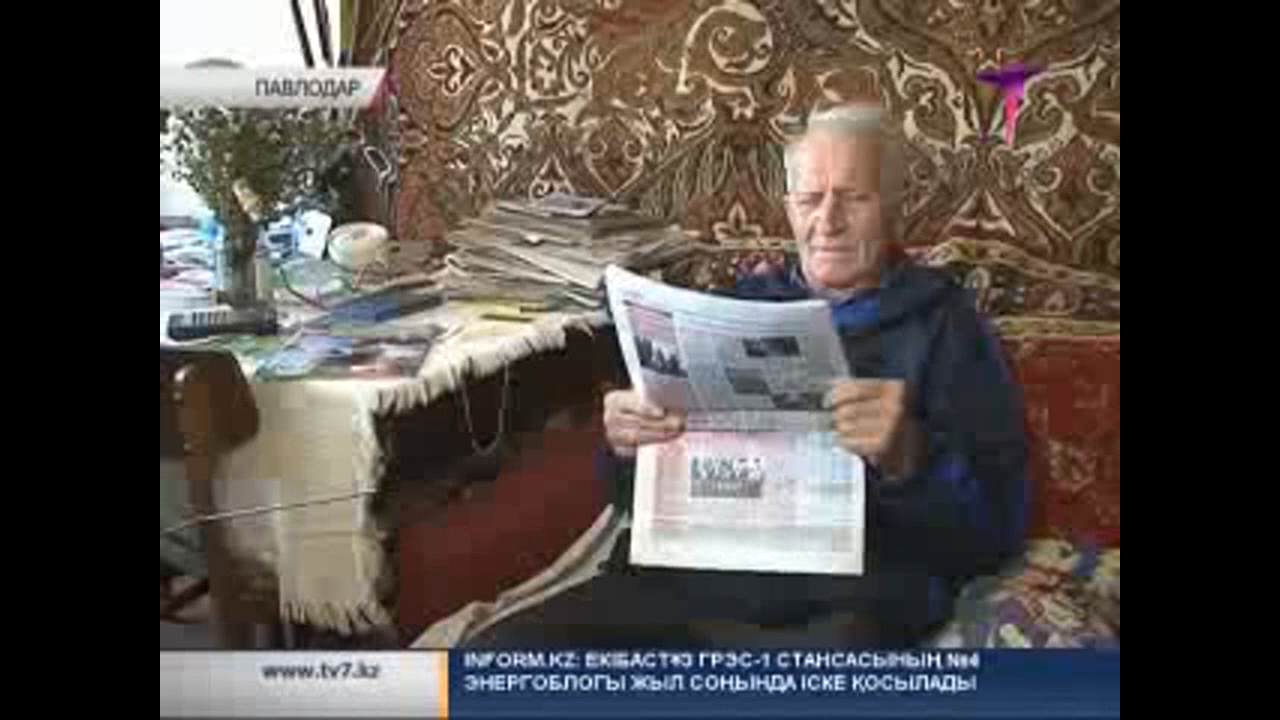 ПАВЛОДАР
www.tv7.kz
INFORM.KZ: ЕКІБАСТҰЗ ГРЭС-1 СТАНСАСЫНЫҢ №4
ЭНЕРГОБЛОГЫ ЖЫЛ СОҢЫНДА ІСКЕ ҚОСЫЛАДЫ